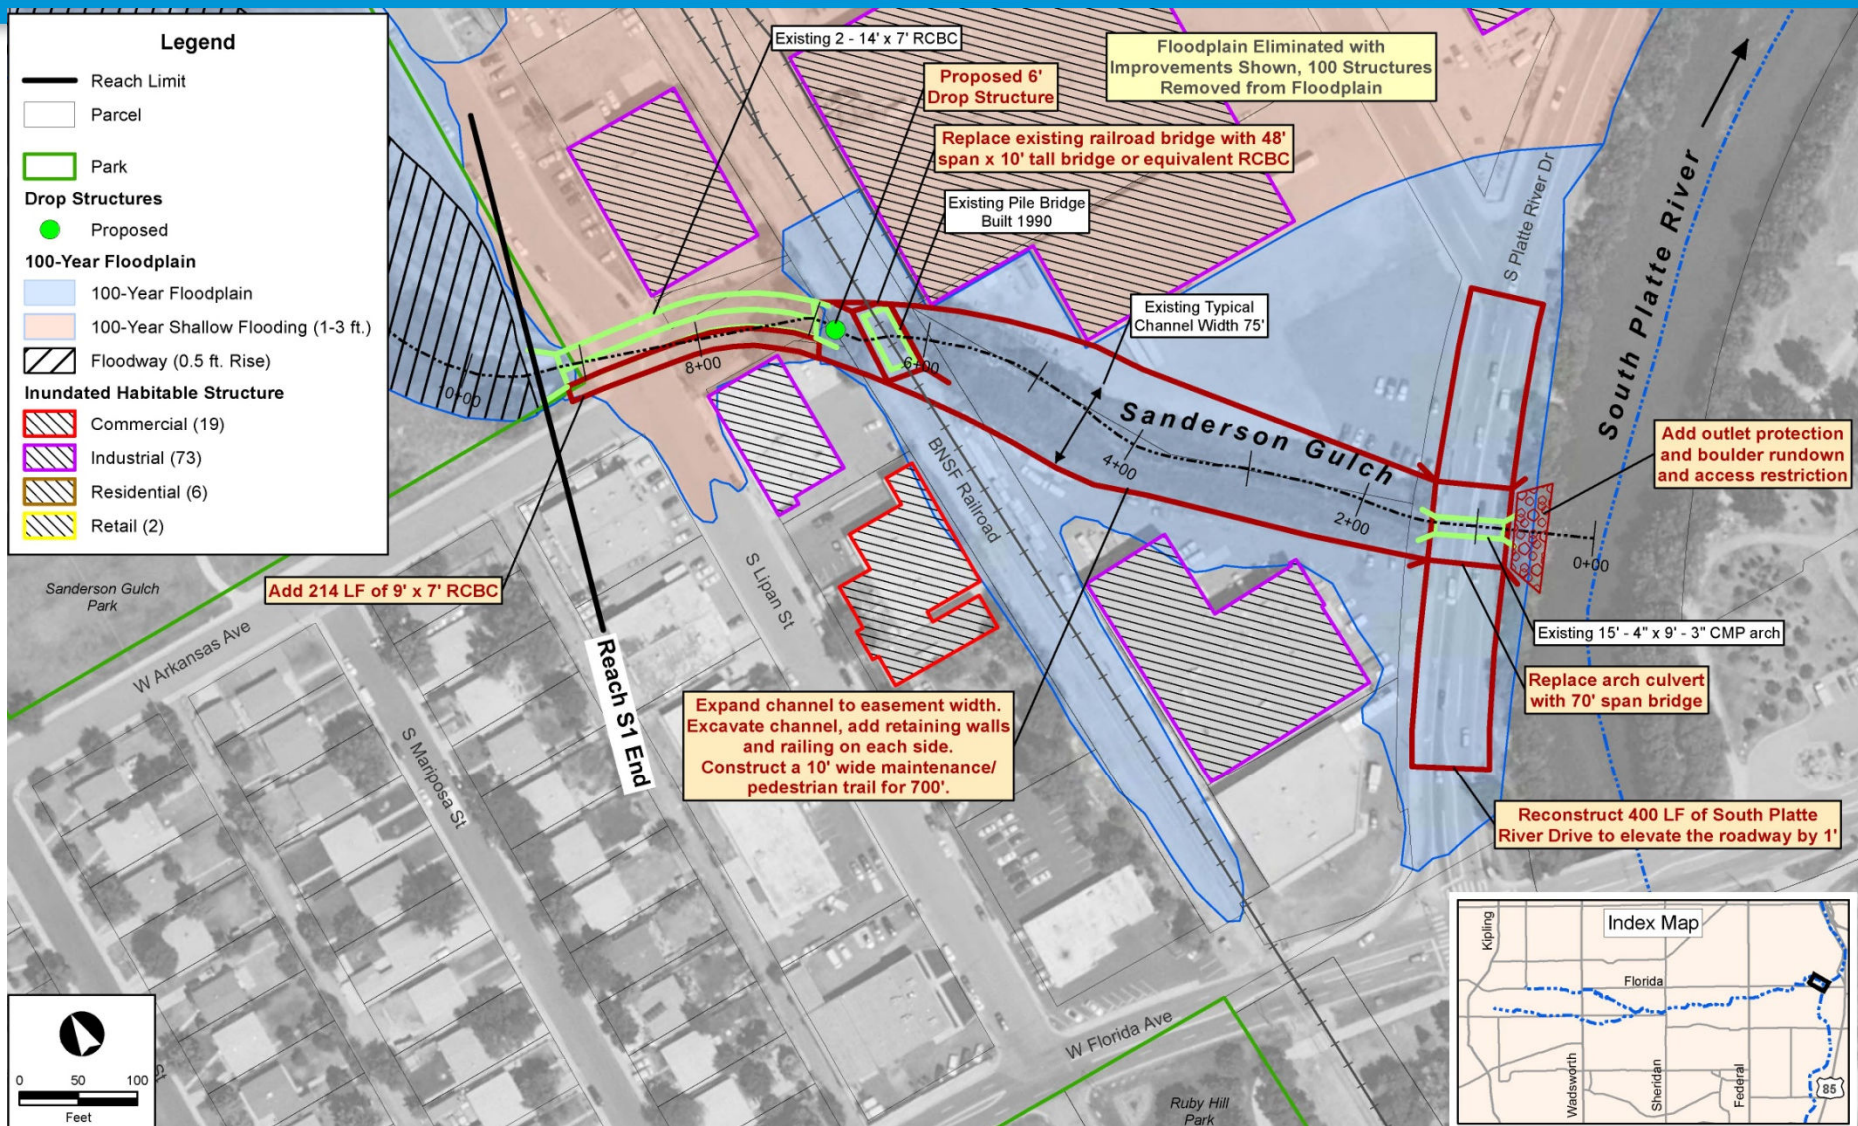 Legend
Reach Limit
Parcel
Park
Drop Structures
Proposed
100-Year Floodplain
100-Year Floodplain
100-Year Shallow Flooding (1-3 ft.)
Floodway (0.5 ft. Rise)
Inundated Habitable Structure
Commercial (19)
Industrial (73)
Residential (6)
Retail (2)
Existing 2 - 14' x 7' RCBC
Proposed 6'
Drop Structure
Floodplain Eliminated with
Improvements Shown, 100 Structures
Removed from Floodplain
Replace existing railroad bridge with 48'
span x 10' tall bridge or equivalent RCBC
Existing Pile Bridge
Built 1990
Existing Typical
Channel Width 75'
S Platte River Dr
South Platte River
Sanderson Gulch
10+00
8+00
6+00
4+00
2+00
0+00
BNSF Railroad
S Lipan St
Add outlet protection
and boulder rundown
and access restriction
Existing 15' - 4" x 9' - 3" CMP arch
Replace arch culvert
with 70' span bridge
Reconstruct 400 LF of South Platte
River Drive to elevate the roadway by 1'
Sanderson Gulch
Park
Add 214 LF of 9' x 7' RCBC
W Arkansas Ave
Reach S1 End
S Mariposa St
Expand channel to easement width.
Excavate channel, add retaining walls
and railing on each side.
Construct a 10' wide maintenance/
pedestrian trail for 700'.
W Florida Ave
Ruby Hill
Park
0 50 100
Feet
St
Index Map
Kipling
Florida
Wadsworth
Sheridan
Federal
85